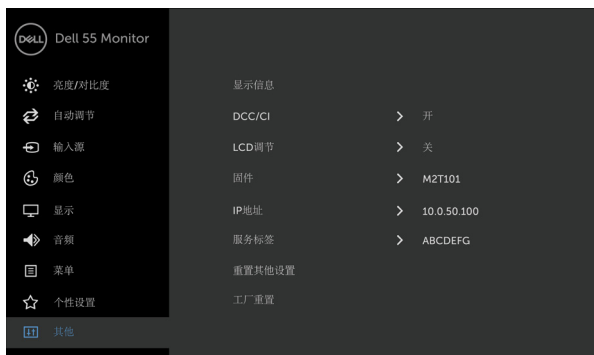 DELL
Dell 55 Monitor
亮度/对比度
自动调节
输入源
颜色
显示
音频
菜单
个性设置
其他
显示信息
DCC/CI 开
LCD调节 关
固件 M2T101
IP地址 10.0.50.100
服务标签 ABCDEFG
重置其他设置
工厂重置